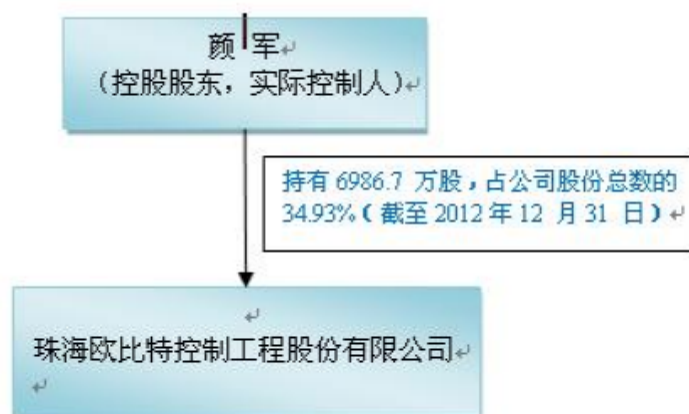 颜 军
（控股股东，实际控制人）
持有 6986.7 万股，占公司股份总数的
34.93%（截至 2012 年 12 月 31 日）
珠海欧比特控制工程股份有限公司